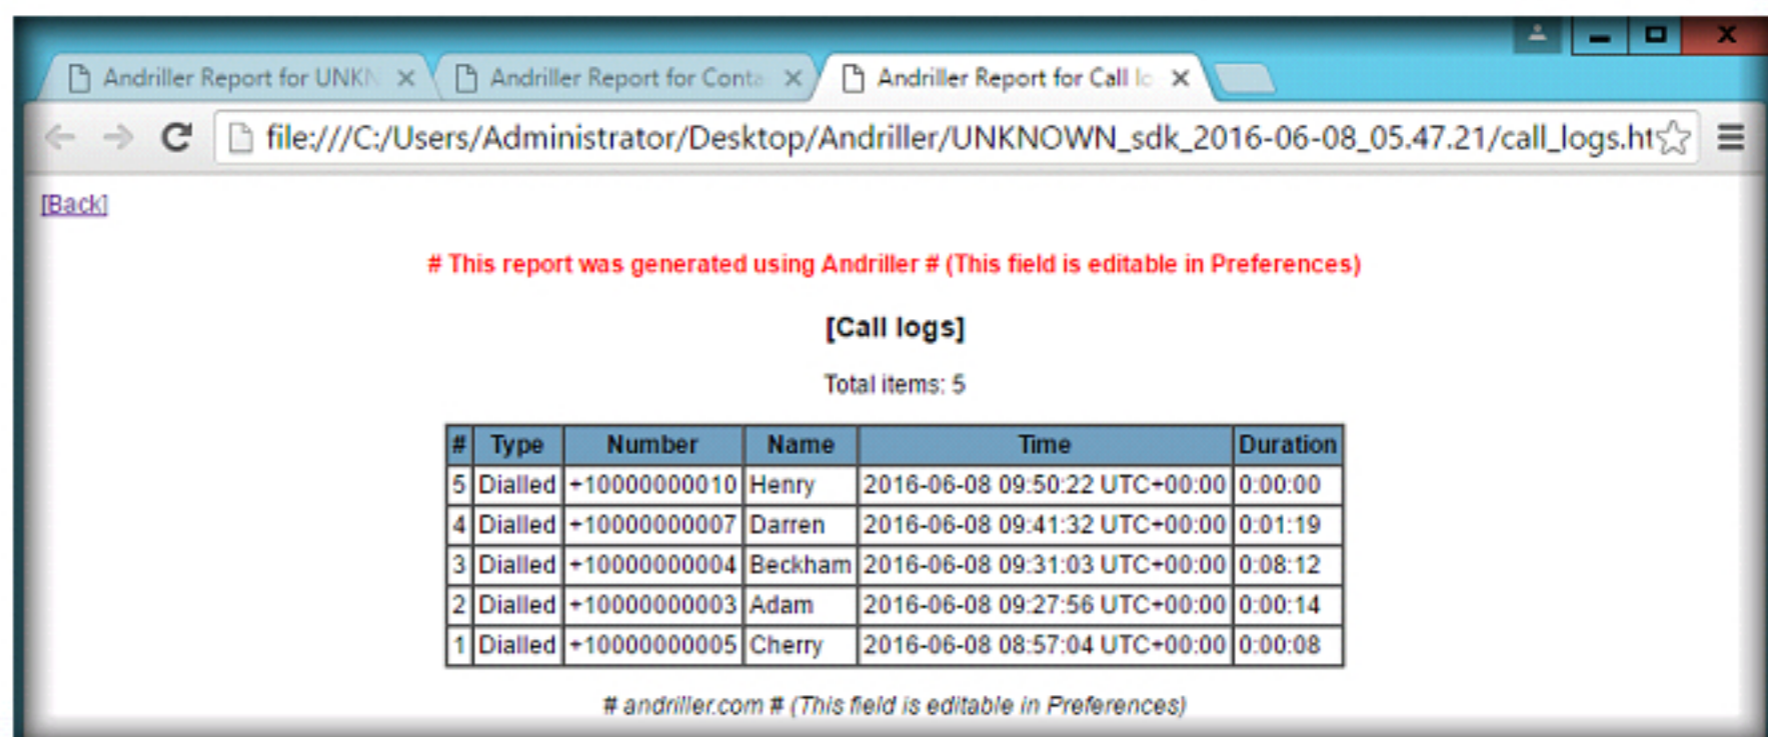 Andriller Report for UNKN
Andriller Report for Conta
Andriller Report for Call lo
file:///C:/Users/Administrator/Desktop/Andriller/UNKNOWN_sdk_2016-06-08_05.47.21/call_logs.ht
[Back]
# This report was generated using Andriller # (This field is editable in Preferences)
[Call logs]
Total items: 5
# Type Number Name Time Duration
5 Dialled +10000000010 Henry 2016-06-08 09:50:22 UTC+00:00 0:00:00
4 Dialled +10000000007 Darren 2016-06-08 09:41:32 UTC+00:00 0:01:19
3 Dialled +10000000004 Beckham 2016-06-08 09:31:03 UTC+00:00 0:08:12
2 Dialled +10000000003 Adam 2016-06-08 09:27:56 UTC+00:00 0:00:14
1 Dialled +10000000005 Cherry 2016-06-08 08:57:04 UTC+00:00 0:00:08
# andriller.com # (This field is editable in Preferences)